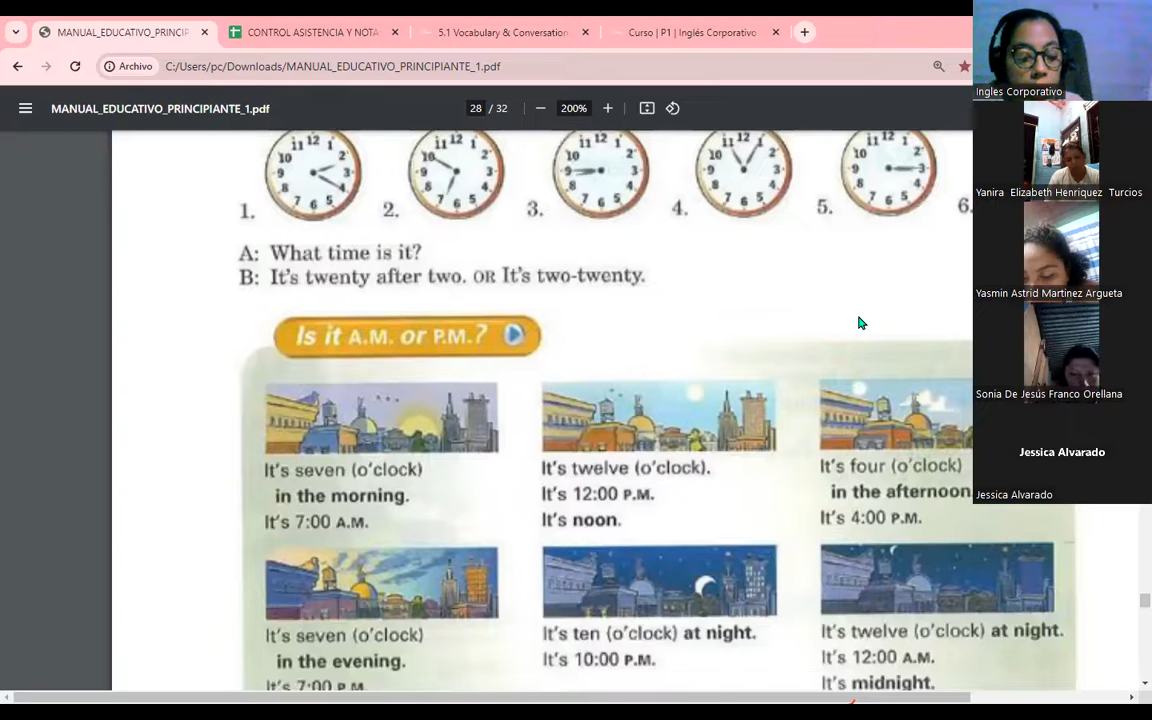 MANUAL_EDUCATIVO_PRINCIP
CONTROL ASISTENCIA Y NOTA
5.1 Vocabulary & Conversation
Curso | P1 | Inglés Corporativo
Archivo
C:/Users/pc/Downloads/MANUAL_EDUCATIVO_PRINCIPIANTE_1.pdf
MANUAL_EDUCATIVO_PRINCIPIANTE_1.pdf
28 / 32
200%
1. 2. 3. 4. 5. 6.
A: What time is it?
B: It's twenty after two. OR It's two-twenty.
Is it A.M. or P.M.?
It's seven (o'clock)
in the morning.
It's 7:00 A.M.
It's twelve (o'clock).
It's 12:00 P.M.
It's noon.
It's four (o'clock)
in the afternoon
It's 4:00 P.M.
It's seven (o'clock)
in the evening.
It's 7:00 P.M.
It's ten (o'clock) at night.
It's 10:00 P.M.
It's twelve (o'clock) at night.
It's 12:00 A.M.
It's midnight.
Ingles Corporativo
Yanira Elizabeth Henriquez Turcios
Yasmin Astrid Martinez Argueta
Sonia De Jesús Franco Orellana
Jessica Alvarado
Jessica Alvarado